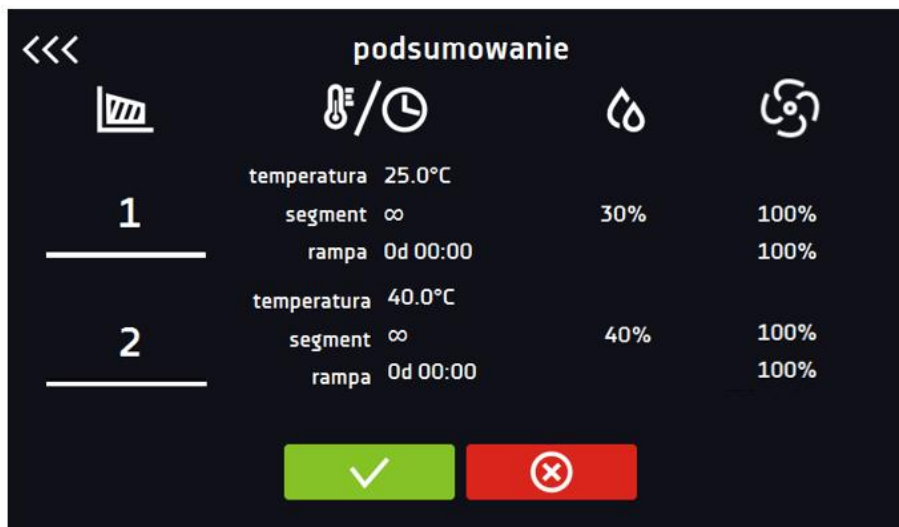 <<< podsumowanie
temperatura 25.0°C
1 segment ∞ 30% 100%
rampa 0d 00:00 100%
temperatura 40.0°C
2 segment ∞ 40% 100%
rampa 0d 00:00 100%